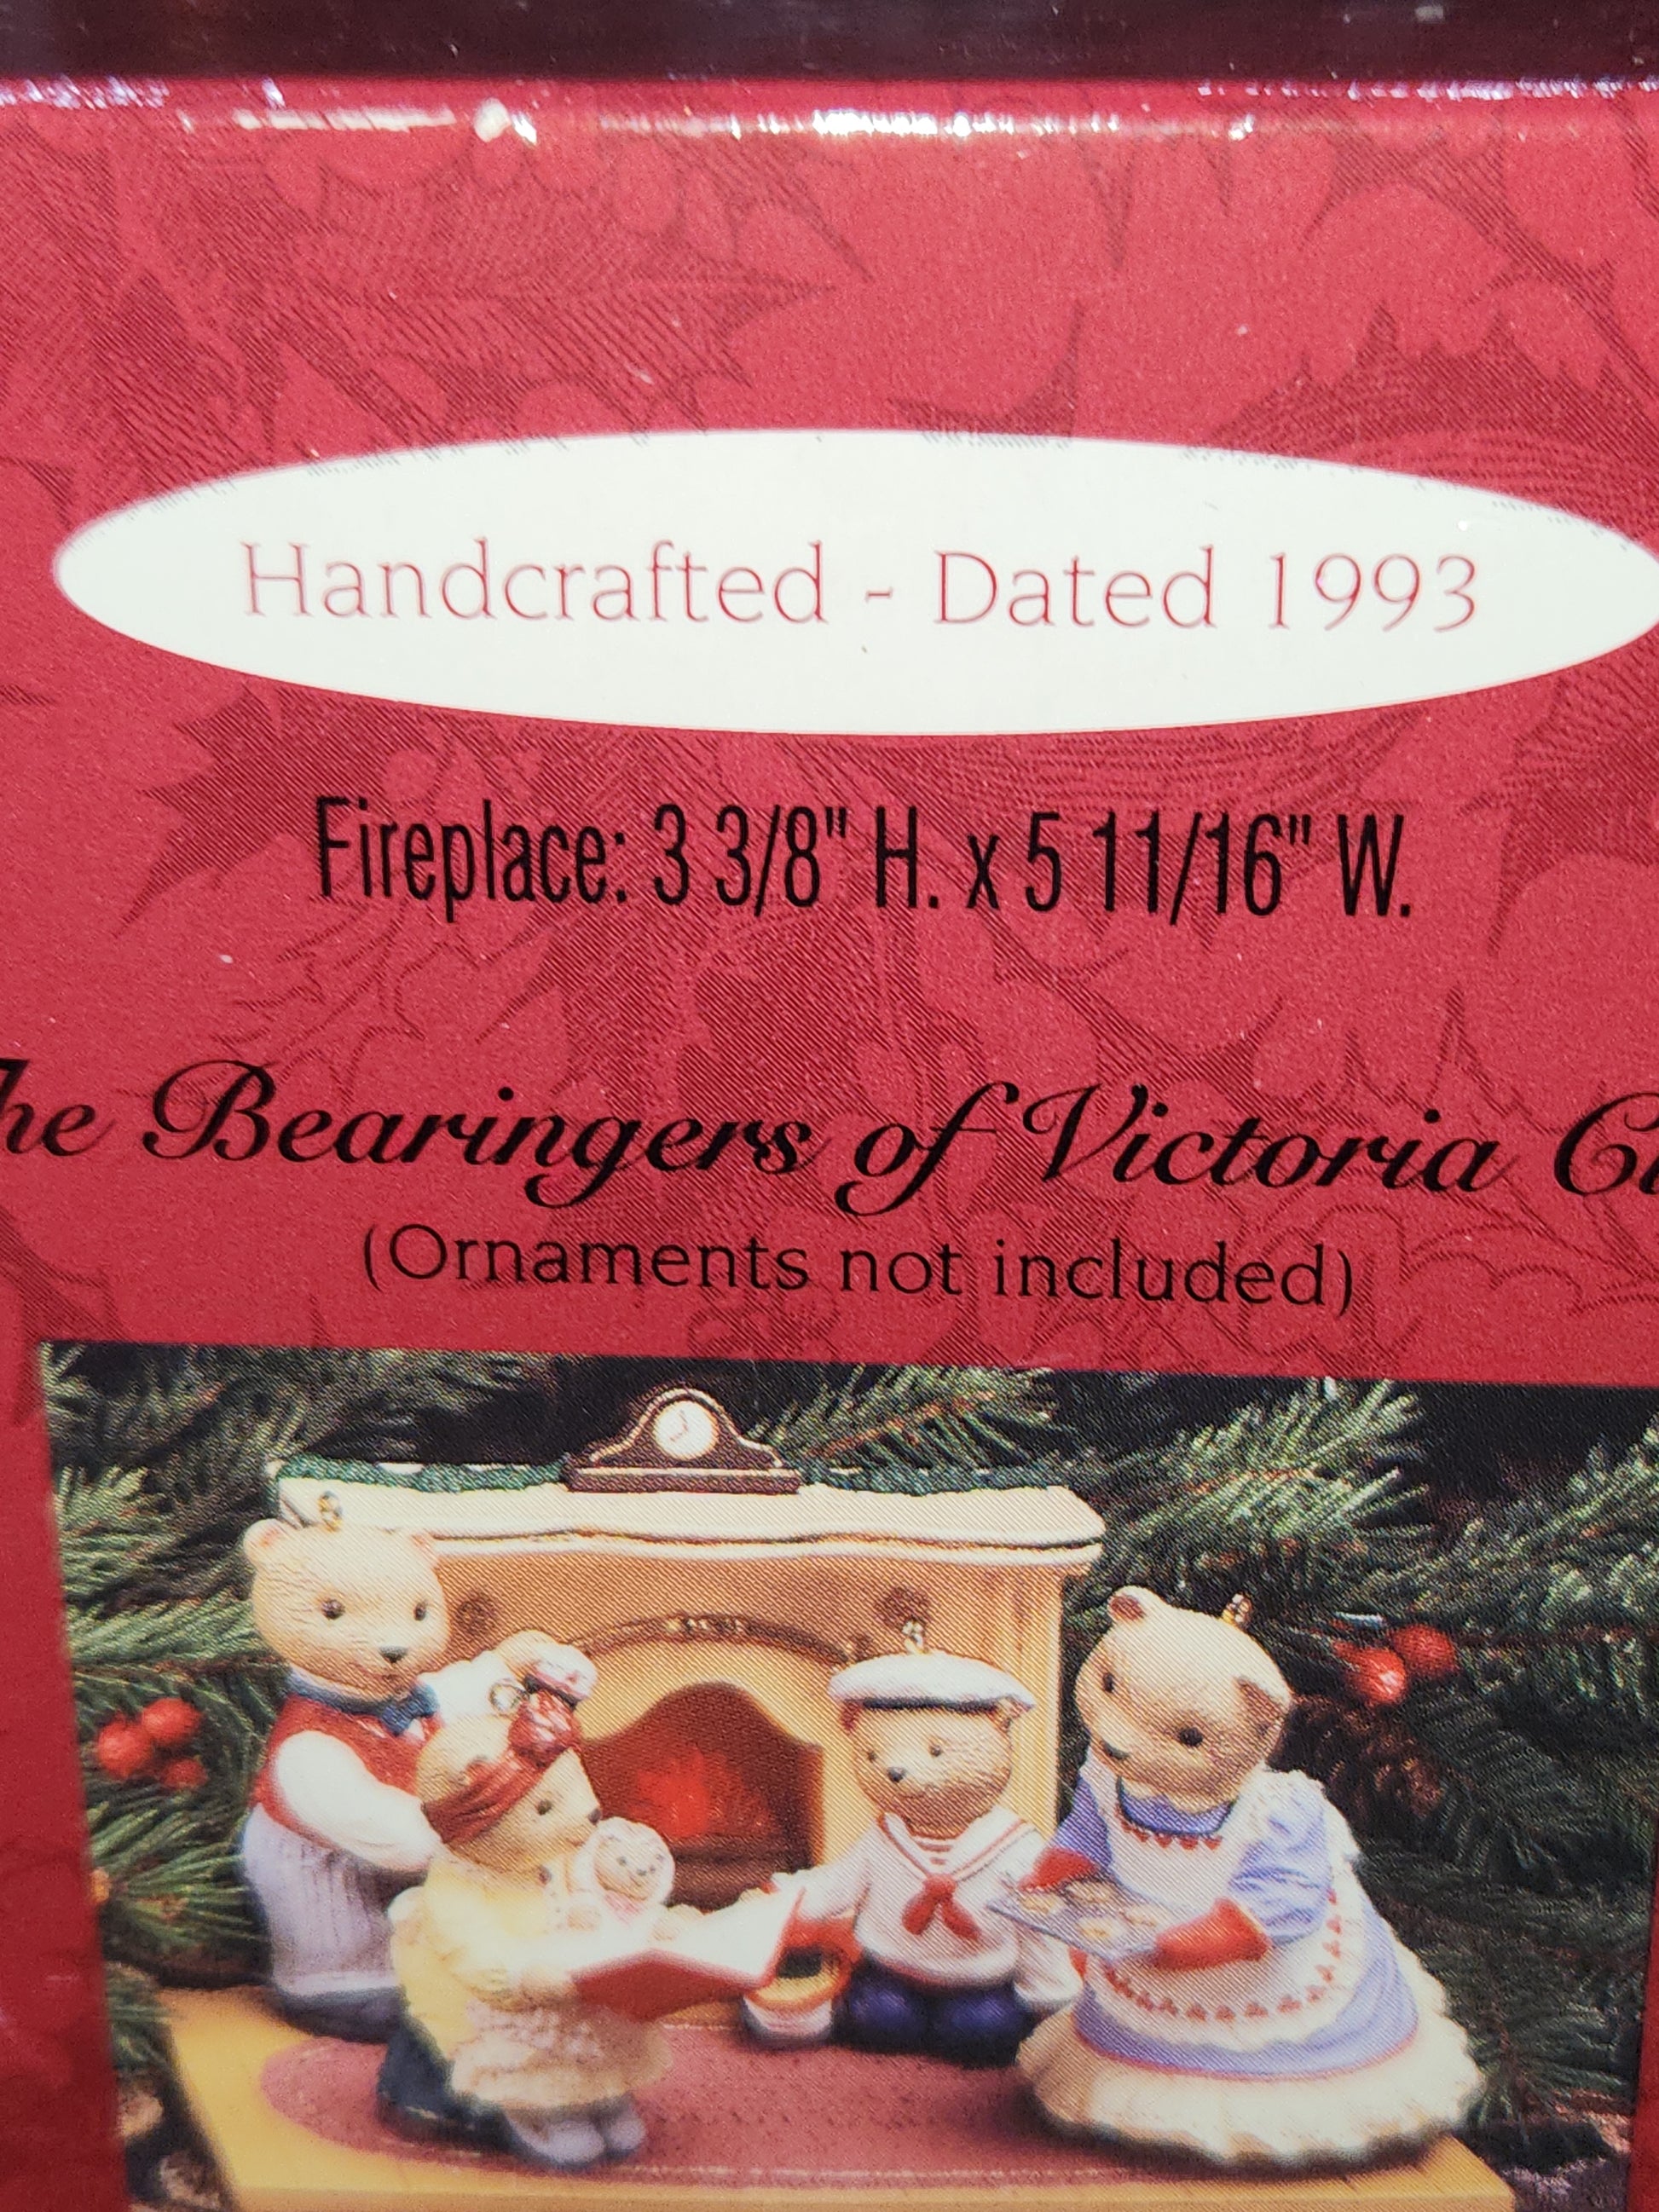 Handcrafted - Dated 1993
Fireplace: 3 3/8" H. x 5 11/16" W.
Bearingers of Victoria
(Ornaments not included)